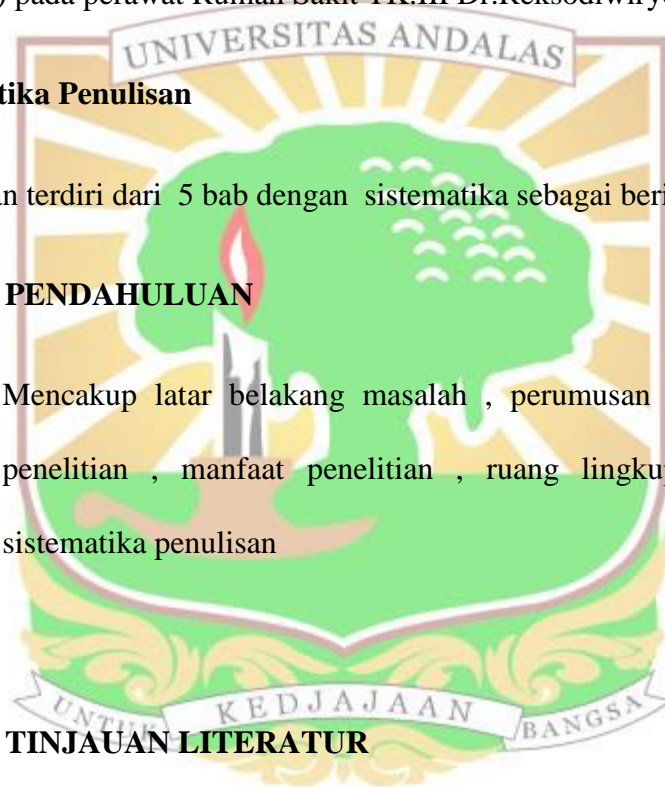 ) pada perawat Rumah Sakit TK.III Dr.Reksodiwiryo
UNIVERSITAS ANDALAS
tika Penulisan
an terdiri dari 5 bab dengan sistematika sebagai beri
PENDAHULUAN
Mencakup latar belakang masalah , perumusan
penelitian , manfaat penelitian , ruang lingkup
sistematika penulisan
UNTUK KEDJAJAAN BANGSA
TINJAUAN LITERATUR